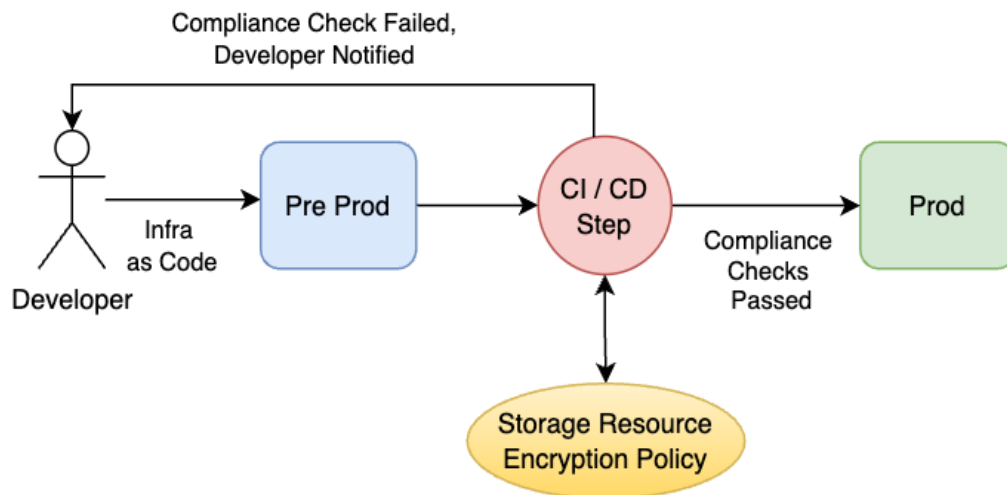 Compliance Check Failed,
Developer Notified
Developer
Infra
as Code
Pre Prod
CI / CD
Step
Compliance
Checks
Passed
Prod
Storage Resource
Encryption Policy